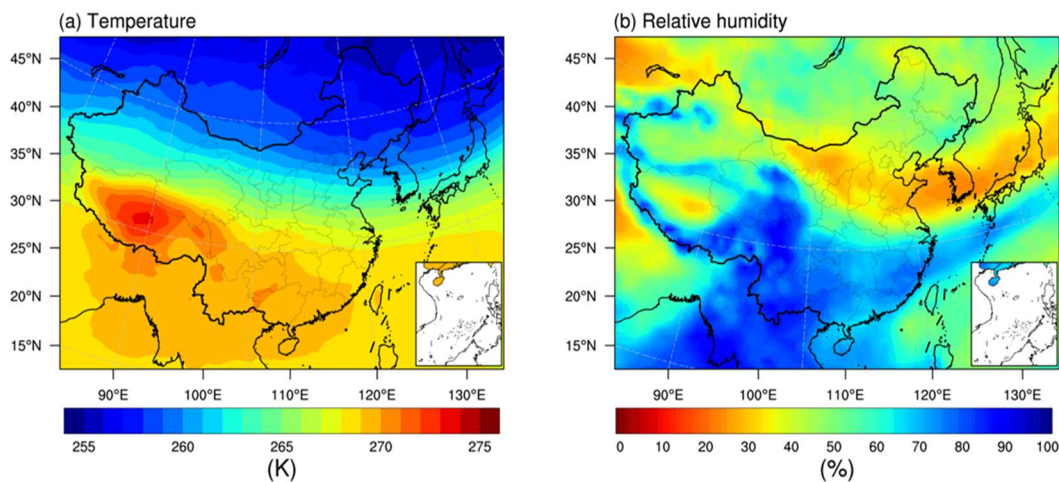 (a) Temperature
(b) Relative humidity
45°N
40°N
35°N
30°N
25°N
20°N
15°N
90°E 100°E 110°E 120°E 130°E
255 260 265 270 275
(K)
45°N
40°N
35°N
30°N
25°N
20°N
15°N
90°E 100°E 110°E 120°E 130°E
0 10 20 30 40 50 60 70 80 90 100
(%)